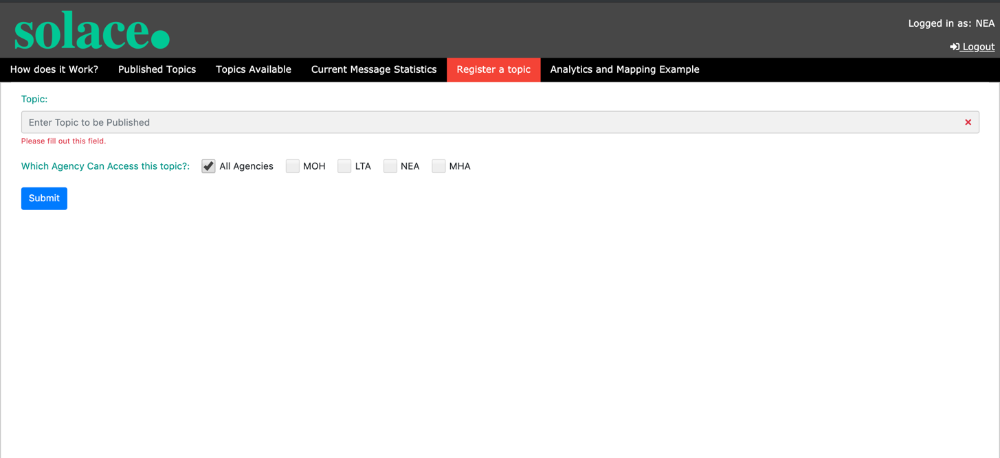 solace.
Logged in as: NEA
Logout
How does it Work? Published Topics Topics Available Current Message Statistics Register a topic Analytics and Mapping Example
Topic:
Enter Topic to be Published
Please fill out this field.
Which Agency Can Access this topic?: All Agencies MOH LTA NEA MHA
Submit